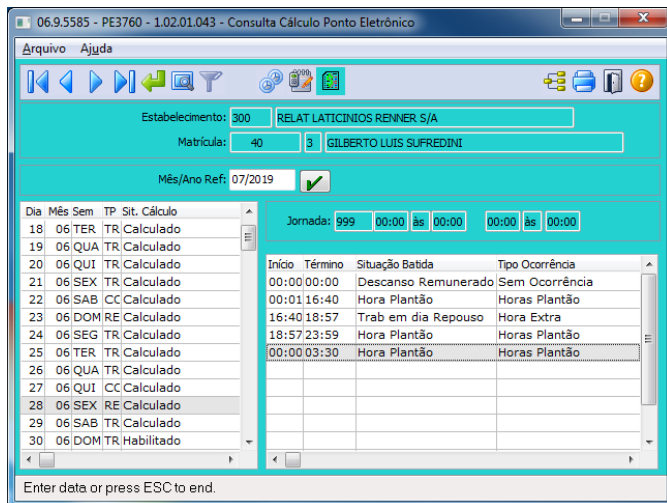 06.9.5585 - PE3760 - 1.02.01.043 - Consulta Cálculo Ponto Eletrônico
Arquivo Ajuda
Estabelecimento: 300 RELAT LATICINIOS RENNER S/A
Matrícula: 40 3 GILBERTO LUIS SUFREDINI
Mês/Ano Ref: 07/2019
Dia Mês Sem TP Sit. Cálculo
18 06 TER TR Calculado
19 06 QUA TR Calculado
20 06 QUI TR Calculado
21 06 SEX TR Calculado
22 06 SAB CC Calculado
23 06 DOM RE Calculado
24 06 SEG TR Calculado
25 06 TER TR Calculado
26 06 QUA TR Calculado
27 06 QUI CC Calculado
28 06 SEX RE Calculado
29 06 SAB TR Calculado
30 06 DOM TR Habilitado
Jornada: 999 00:00 às 00:00 00:00 às 00:00
Início Término Situação Batida Tipo Ocorrência
00:00 00:00 Descanso Remunerado Sem Ocorrência
00:01 16:40 Hora Plantão Horas Plantão
16:40 18:57 Trab em dia Repouso Hora Extra
18:57 23:59 Hora Plantão Horas Plantão
00:00 03:30 Hora Plantão Horas Plantão
Enter data or press ESC to end.